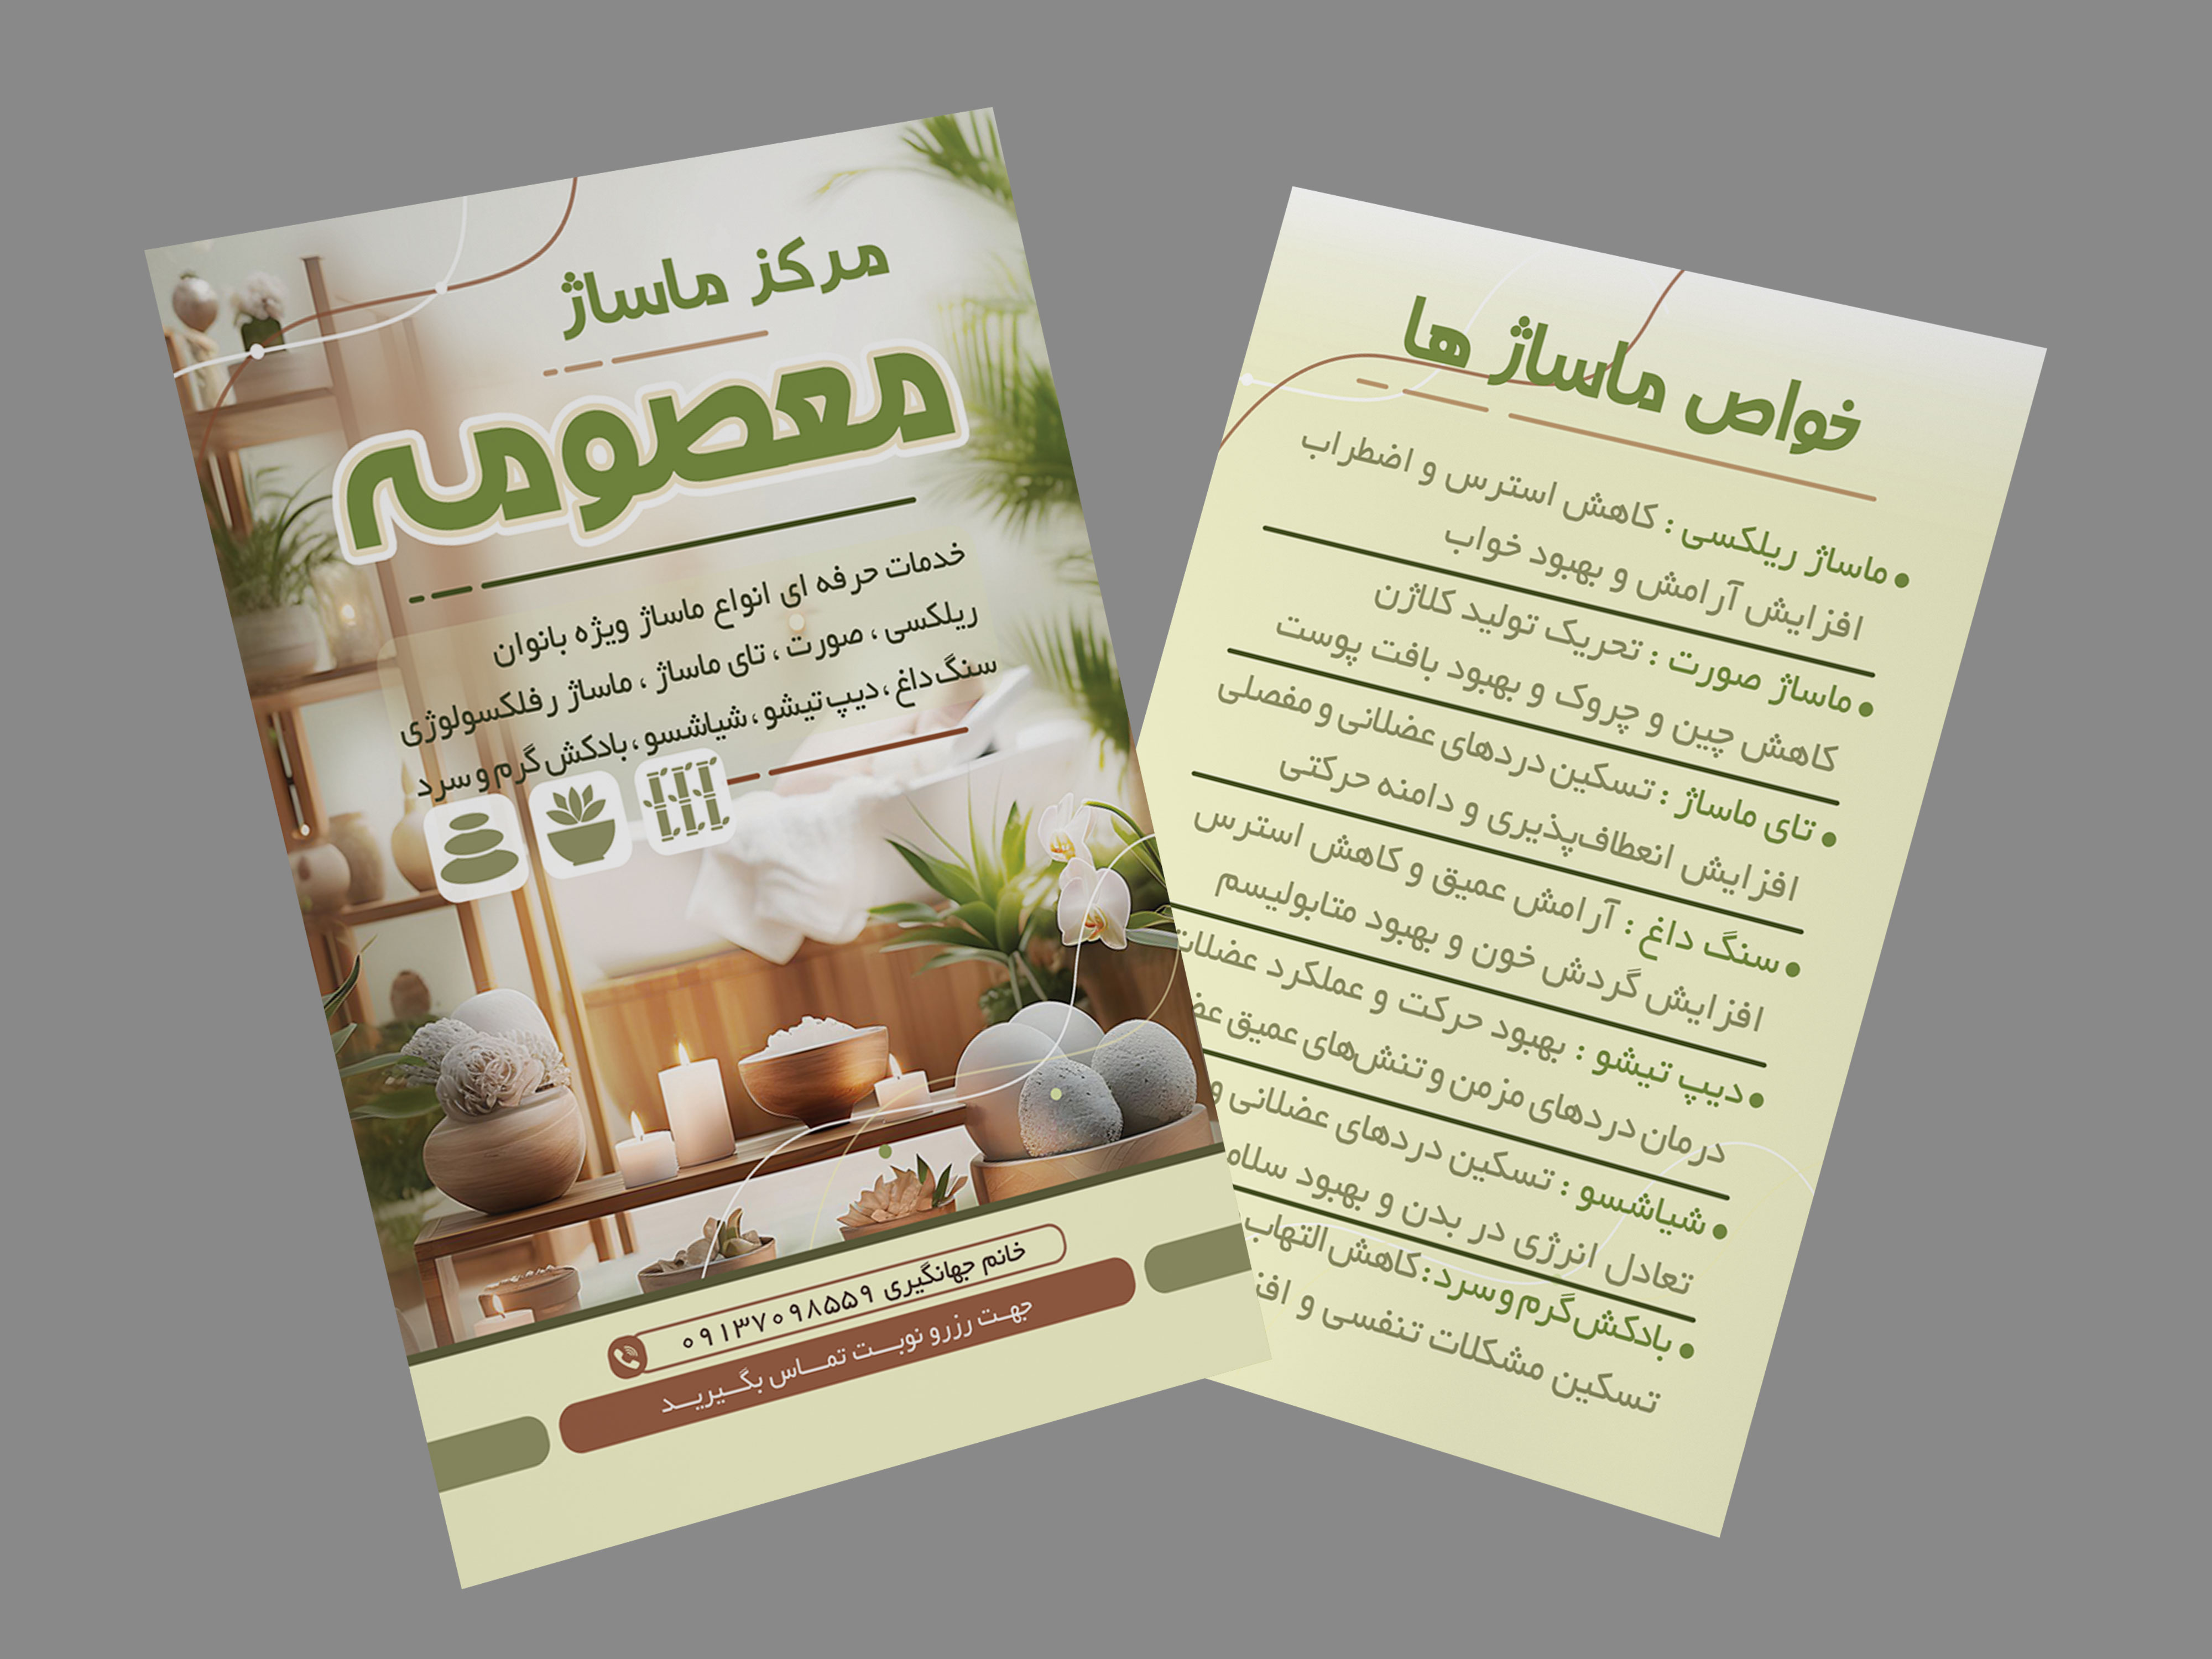 مرکز ماساژ
معصومه
خدمات حرفه ای انواع ماساژ ویژه بانوان
ریلکسی ، صورت ، تای ماساژ ، ماساژ رفلکسولوژی
سنگ داغ ، دیپ تیشو ، شیاشسو ، بادکش گرم و سرد
خانم جهانگیری ۰۹۱۳۷۰۹۸۵۵۹
جهت رزرو نوبت تماس بگیرید
خواص ماساژ ها
ماساژ ریلکسی : کاهش استرس و اضطراب
افزایش آرامش و بهبود خواب
ماساژ صورت : تحریک تولید کلاژن
کاهش چین و چروک و بهبود بافت پوست
تای ماساژ : تسکین دردهای عضلانی و مفصلی
افزایش انعطاف‌پذیری و دامنه حرکتی
سنگ داغ : آرامش عمیق و کاهش استرس
افزایش گردش خون و بهبود متابولیسم
دیپ تیشو : بهبود حرکت و عملکرد عضلات
درمان دردهای مزمن و تنش‌های عمیق
شیاشسو : تسکین دردهای عضلانی و
تعادل انرژی در بدن و بهبود
بادکش گرم و سرد : کاهش التهاب
تسکین مشکلات تنفسی و